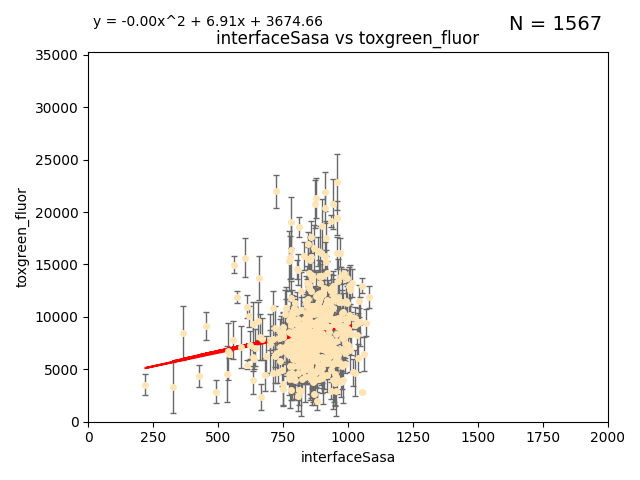 y = -0.00x^2 + 6.91x + 3674.66
N = 1567
interfaceSasa vs toxgreen_fluor
35000
30000
25000
20000
15000
10000
5000
0
toxgreen_fluor
0 250 500 750 1000 1250 1500 1750 2000
interfaceSasa